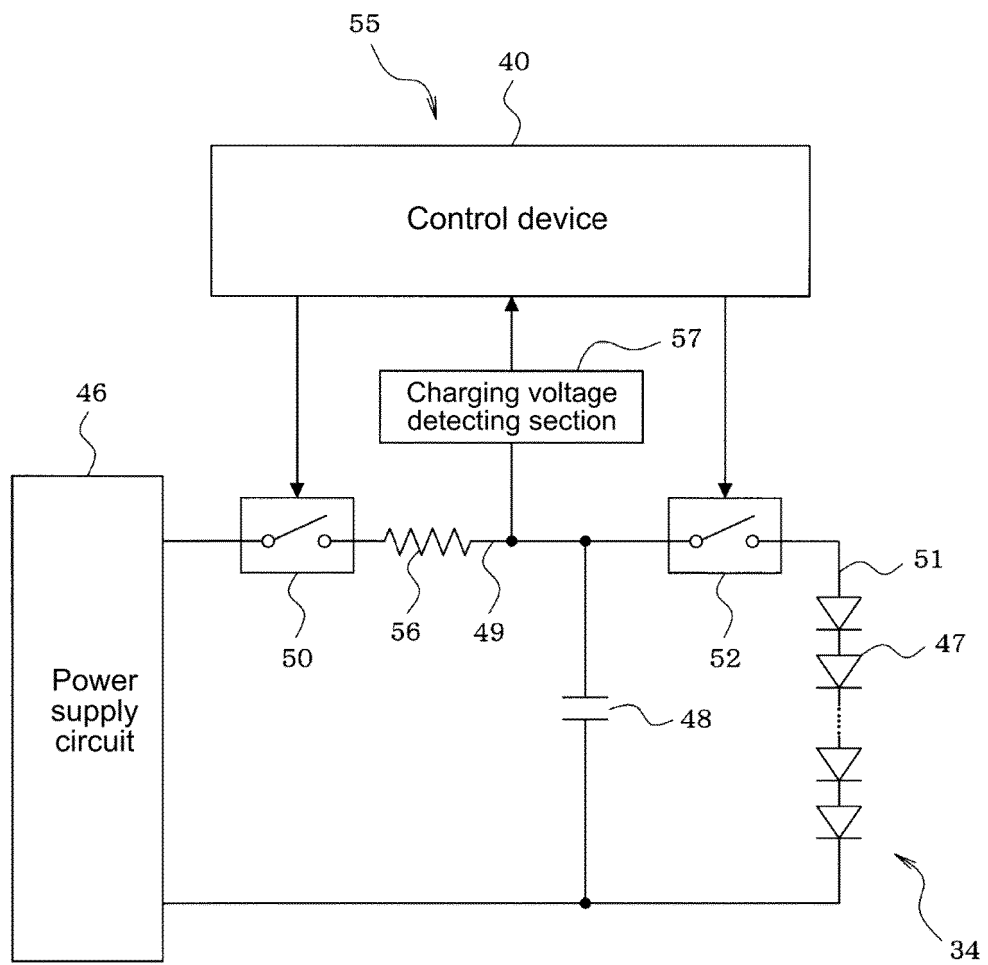 55
40
Control device
57
Charging voltage
detecting section
46
51
50
56
49
52
47
Power
supply
circuit
48
34